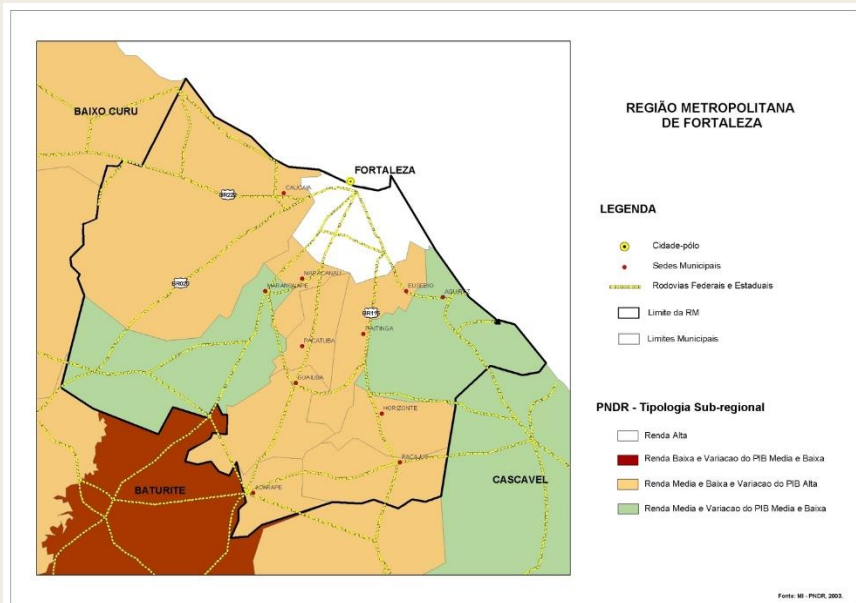 BAIXO CURU
FORTALEZA
CAUCAIA
BR222
BR020
MARACANAU
MARANGUAPE
EUSEBIO
AQUIRAZ
BR116
ITAITINGA
PACATUBA
GUAIUBA
HORIZONTE
PACAJUS
CASCAVEL
BATURITE
ACARAPE
REGIÃO METROPOLITANA
DE FORTALEZA
LEGENDA
Cidade-pólo
Sedes Municipais
Rodovias Federais e Estaduais
Limite da RM
Limites Municipais
PNDR - Tipologia Sub-regional
Renda Alta
Renda Baixa e Variacao do PIB Media e Baixa
Renda Media e Baixa e Variacao do PIB Alta
Renda Media e Variacao do PIB Media e Baixa
Fonte: MI - PNDR, 2003.